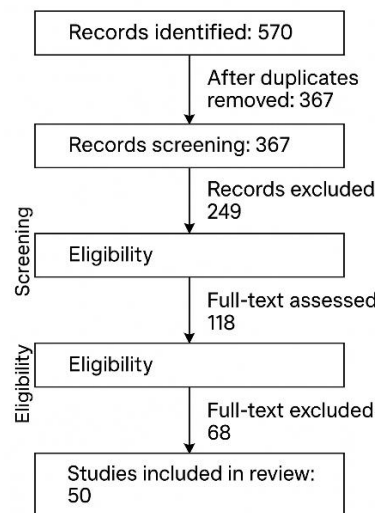 Records identified: 570
After duplicates
removed: 367
Records screening: 367
Records excluded
249
Screening
Eligibility
Full-text assessed
118
Eligibility
Eligibility
Full-text excluded
68
Studies included in review:
50